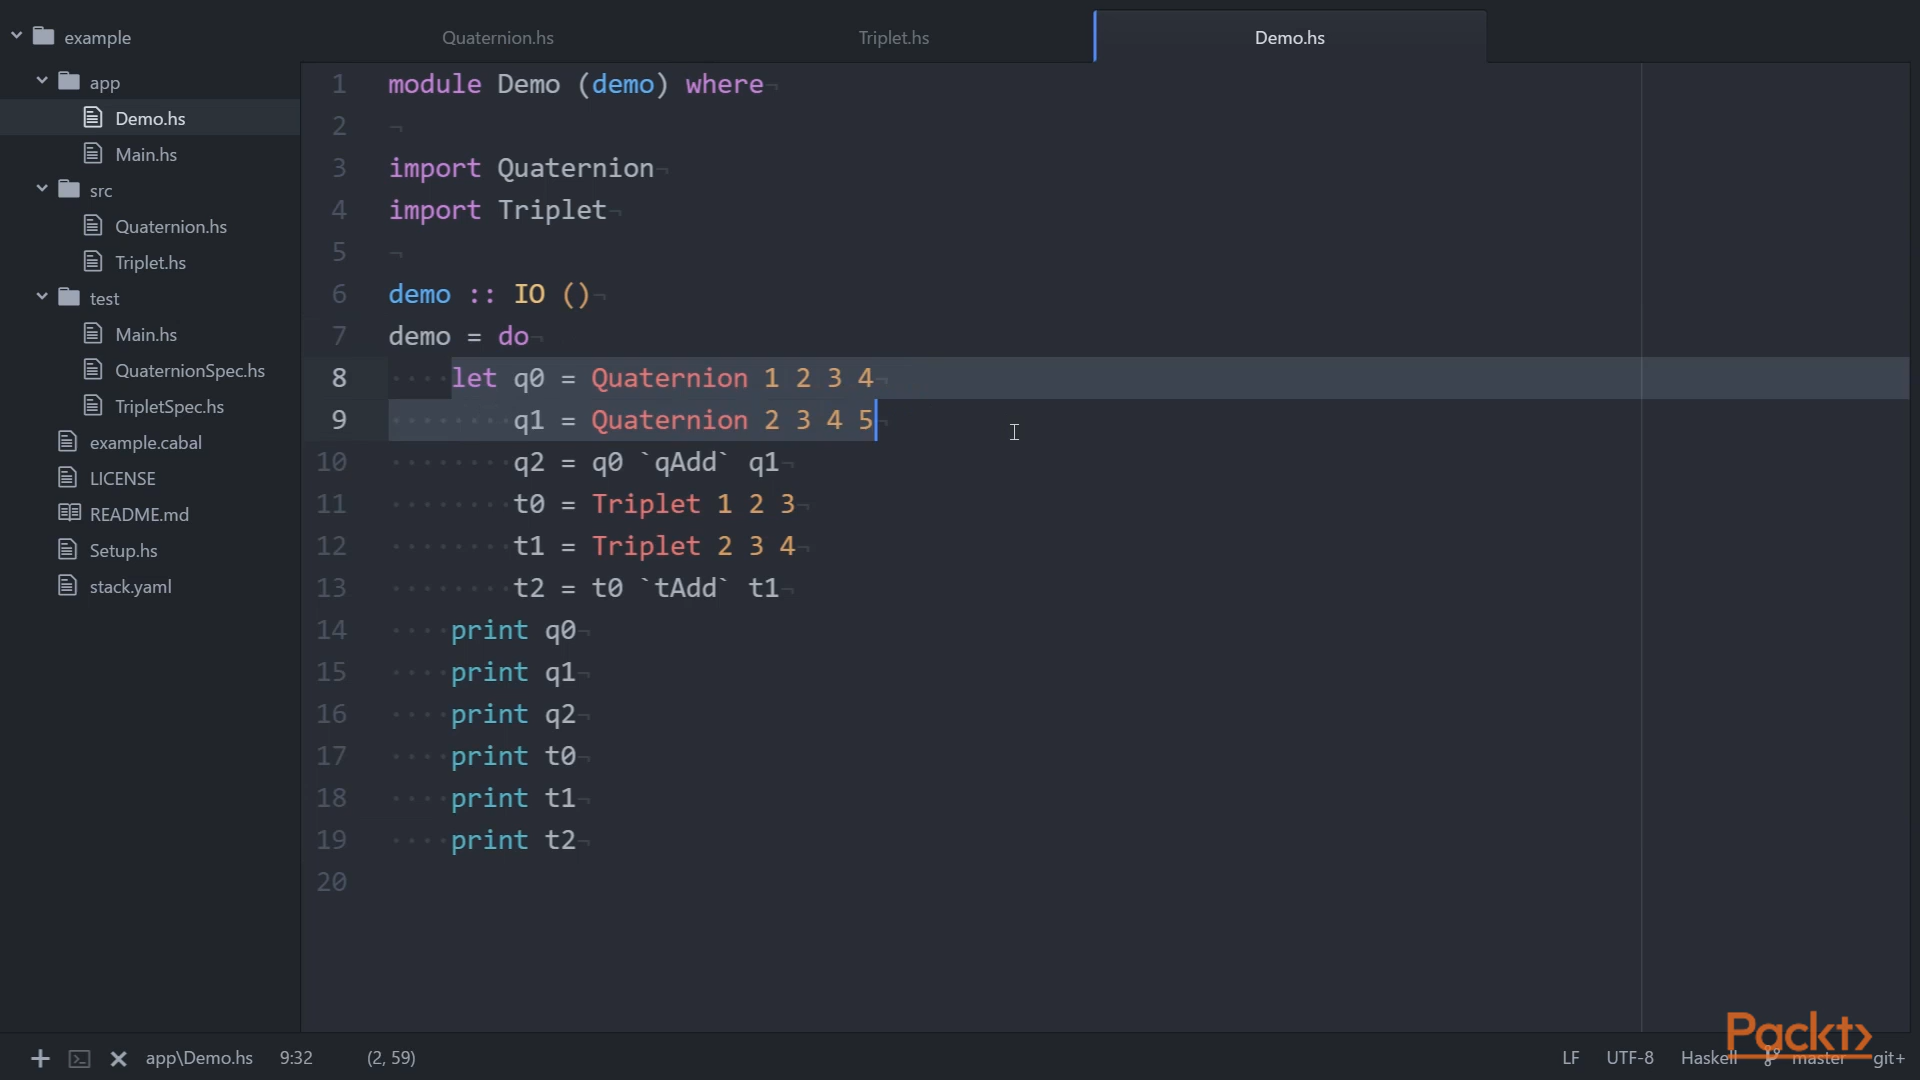 example
app
Demo.hs
Main.hs
src
Quaternion.hs
Triplet.hs
test
Main.hs
QuaternionSpec.hs
TripletSpec.hs
example.cabal
LICENSE
README.md
Setup.hs
stack.yaml
Quaternion.hs Triplet.hs Demo.hs
1 module Demo (demo) where¬
2 ¬
3 import Quaternion¬
4 import Triplet¬
5 ¬
6 demo :: IO ()¬
7 demo = do¬
8 ····let q0 = Quaternion 1 2 3 4¬
9 ········q1 = Quaternion 2 3 4 5¬
10 ········q2 = q0 `qAdd` q1¬
11 ········t0 = Triplet 1 2 3¬
12 ········t1 = Triplet 2 3 4¬
13 ········t2 = t0 `tAdd` t1¬
14 ····print q0¬
15 ····print q1¬
16 ····print q2¬
17 ····print t0¬
18 ····print t1¬
19 ····print t2¬
20
Packt>
app\Demo.hs 9:32 (2, 59) LF UTF-8 Haskell master git+